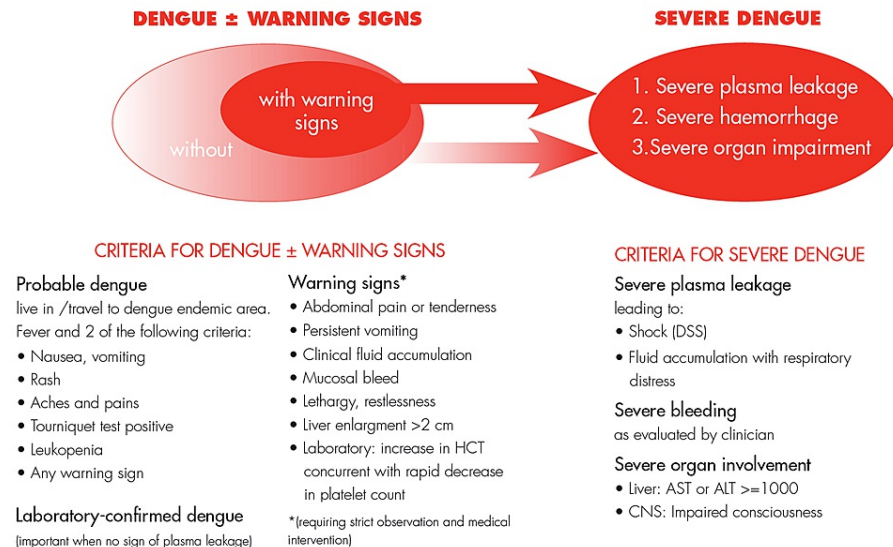 DENGUE ± WARNING SIGNS
SEVERE DENGUE
with warning
signs
without
1. Severe plasma leakage
2. Severe haemorrhage
3.Severe organ impairment
CRITERIA FOR DENGUE ± WARNING SIGNS
Probable dengue
live in /travel to dengue endemic area.
Fever and 2 of the following criteria:
• Nausea, vomiting
• Rash
• Aches and pains
• Tourniquet test positive
• Leukopenia
• Any warning sign
Laboratory-confirmed dengue
(important when no sign of plasma leakage)
Warning signs*
• Abdominal pain or tenderness
• Persistent vomiting
• Clinical fluid accumulation
• Mucosal bleed
• Lethargy, restlessness
• Liver enlargment >2 cm
• Laboratory: increase in HCT
concurrent with rapid decrease
in platelet count
*(requiring strict observation and medical
intervention)
CRITERIA FOR SEVERE DENGUE
Severe plasma leakage
leading to:
• Shock (DSS)
• Fluid accumulation with respiratory
distress
Severe bleeding
as evaluated by clinician
Severe organ involvement
• Liver: AST or ALT >=1000
• CNS: Impaired consciousness